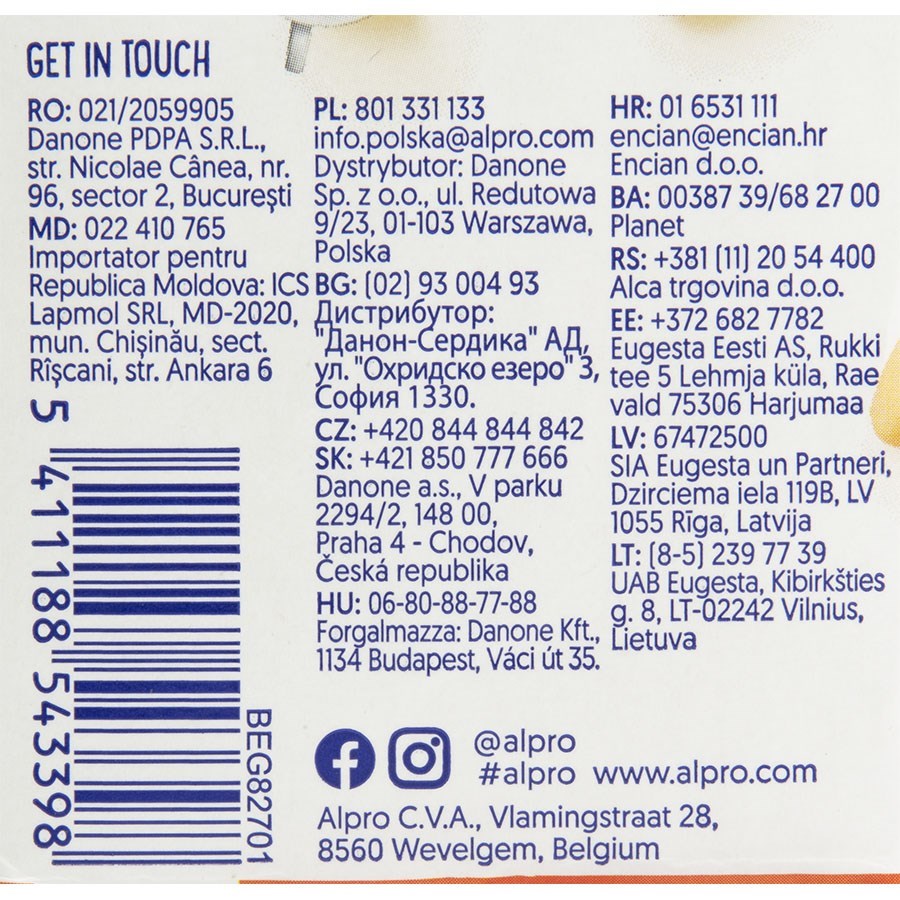 GET IN TOUCH
RO: 021/2059905
Danone PDPA S.R.L.,
str. Nicolae Cânea, nr.
96, sector 2, București
MD: 022 410 765
Importator pentru
Republica Moldova: ICS
Lapmol SRL, MD-2020,
mun. Chișinău, sect.
Rîșcani, str. Ankara 6
5 411188 543398
BEG82701
PL: 801 331 133
info.polska@alpro.com
Dystrybutor: Danone
Sp. z o.o., ul. Redutowa
9/23, 01-103 Warszawa,
Polska
BG: (02) 93 004 93
Дистрибутор:
"Данон-Сердика" АД,
ул. "Охридско езеро" 3,
София 1330.
CZ: +420 844 844 842
SK: +421 850 777 666
Danone a.s., V parku
2294/2, 148 00,
Praha 4 - Chodov,
Česká republika
HU: 06-80-88-77-88
Forgalmazza: Danone Kft.,
1134 Budapest, Váci út 35.
HR: 01 6531 111
encian@encian.hr
Encian d.o.o.
BA: 00387 39/68 27 00
Planet
RS: +381 (11) 20 54 400
Alca trgovina d.o.o.
EE: +372 682 7782
Eugesta Eesti AS, Rukki
tee 5 Lehmja küla, Rae
vald 75306 Harjumaa
LV: 67472500
SIA Eugesta un Partneri,
Dzirciema iela 119B, LV
1055 Rīga, Latvija
LT: (8-5) 239 77 39
UAB Eugesta, Kibirkšties
g. 8, LT-02242 Vilnius,
Lietuva
@alpro
#alpro www.alpro.com
Alpro C.V.A., Vlamingstraat 28,
8560 Wevelgem, Belgium